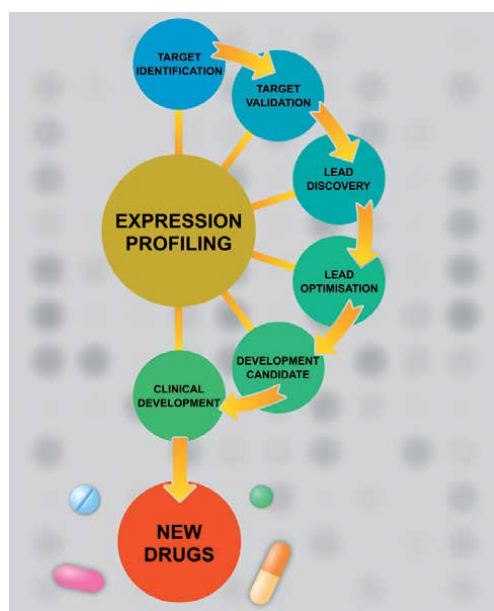 TARGET
IDENTIFICATION
TARGET
VALIDATION
LEAD
DISCOVERY
EXPRESSION
PROFILING
LEAD
OPTIMISATION
DEVELOPMENT
CANDIDATE
CLINICAL
DEVELOPMENT
NEW
DRUGS